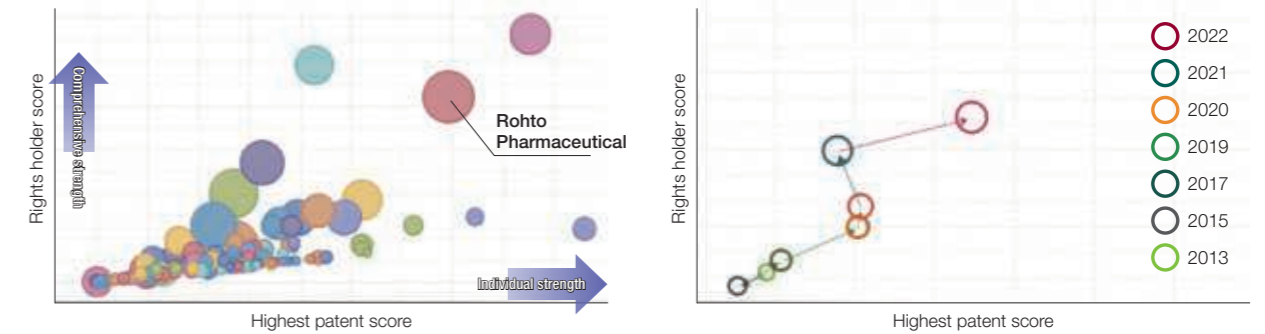 Rights holder score
Comprehensive strength
Rohto
Pharmaceutical
Individual strength
Highest patent score
Rights holder score
2022
2021
2020
2019
2017
2015
2013
Highest patent score